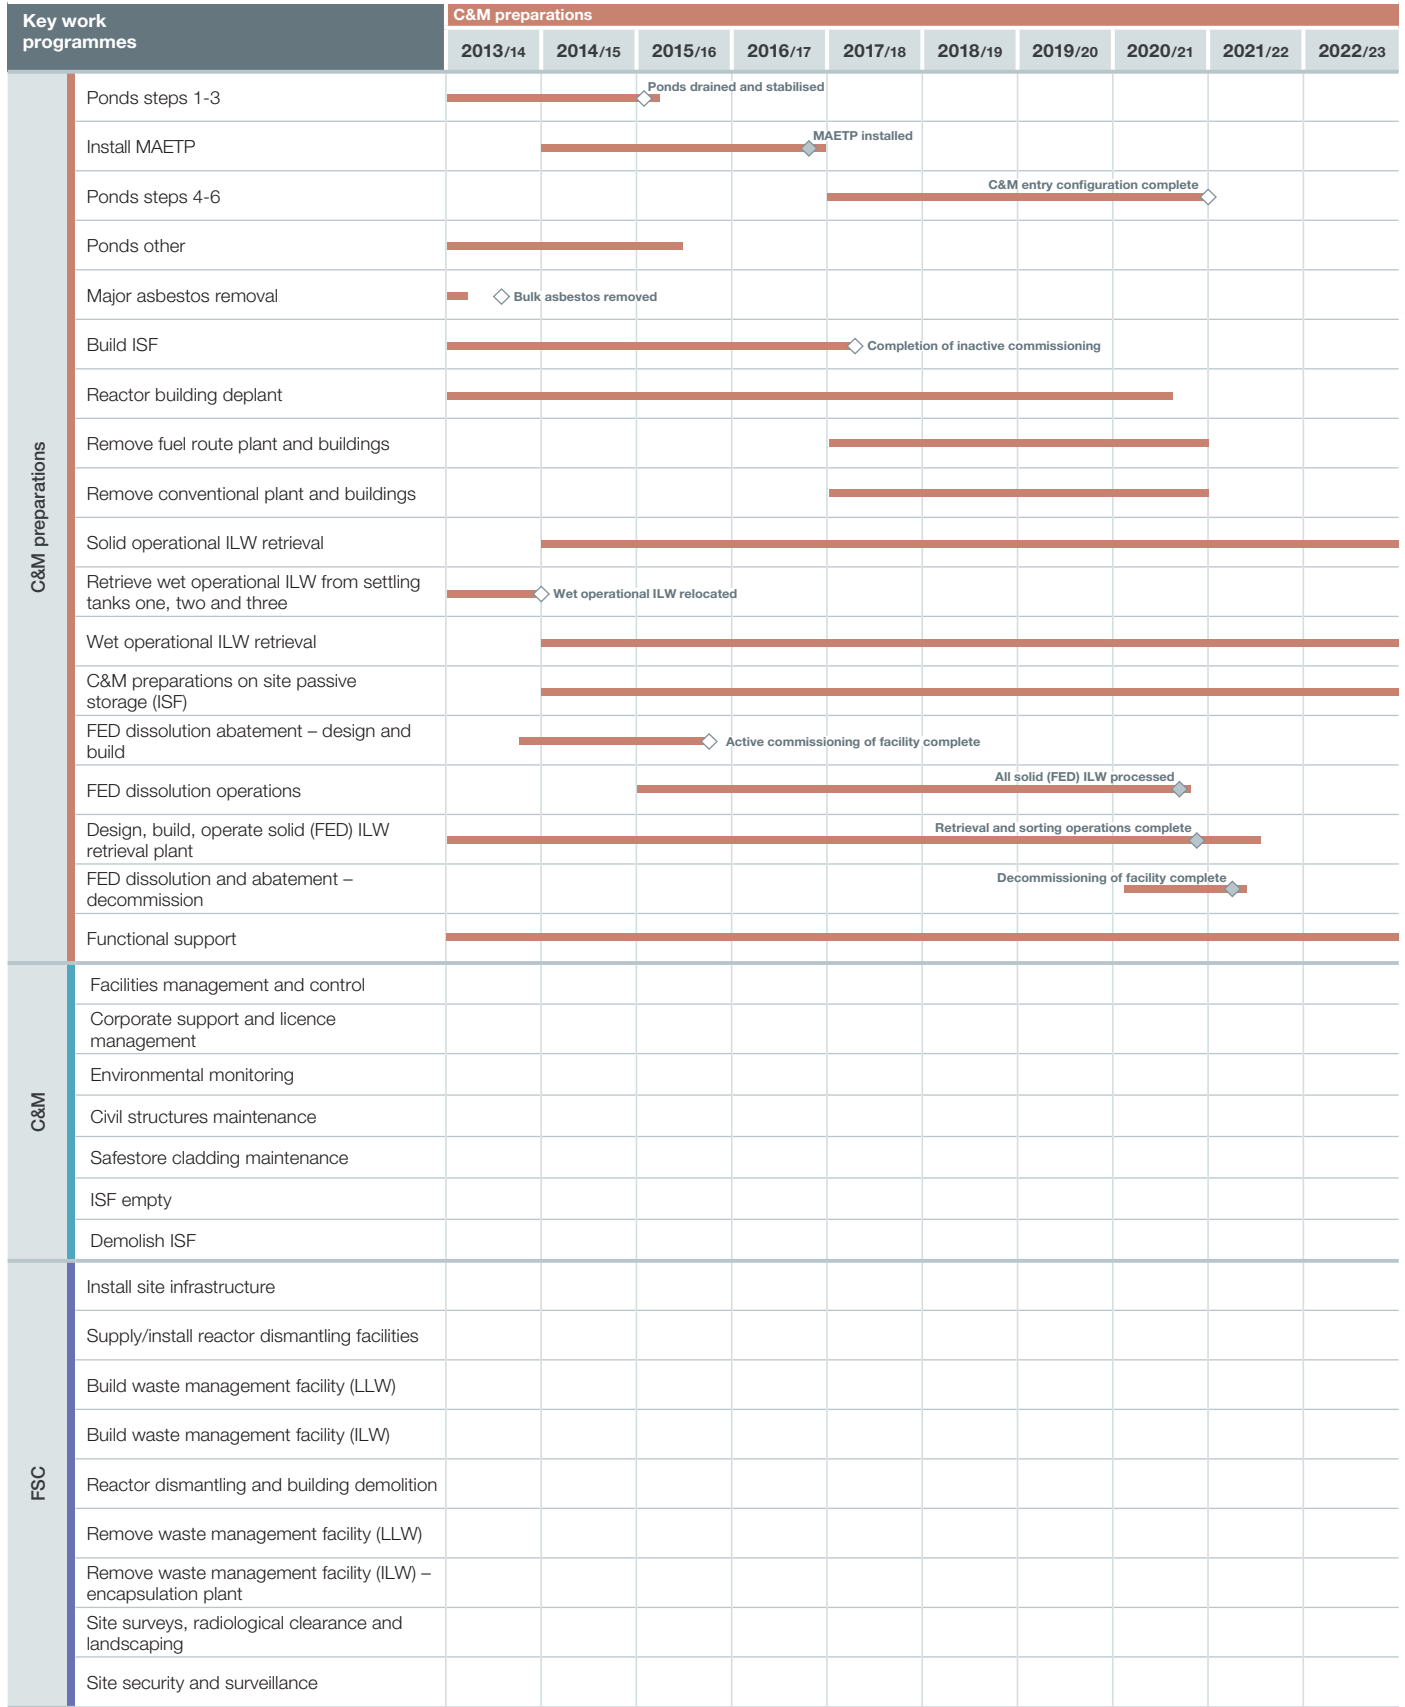 Key work
programmes
C&M preparations
2013/14 2014/15 2015/16 2016/17 2017/18 2018/19 2019/20 2020/21 2021/22 2022/23
C&M preparations
Ponds steps 1-3
Ponds drained and stabilised
Install MAETP
MAETP installed
Ponds steps 4-6
C&M entry configuration complete
Ponds other
Major asbestos removal
Bulk asbestos removed
Build ISF
Completion of inactive commissioning
Reactor building deplant
Remove fuel route plant and buildings
Remove conventional plant and buildings
Solid operational ILW retrieval
Retrieve wet operational ILW from settling
tanks one, two and three
Wet operational ILW relocated
Wet operational ILW retrieval
C&M preparations on site passive
storage (ISF)
FED dissolution abatement – design and
build
Active commissioning of facility complete
FED dissolution operations
All solid (FED) ILW processed
Design, build, operate solid (FED) ILW
retrieval plant
Retrieval and sorting operations complete
FED dissolution and abatement –
decommission
Decommissioning of facility complete
Functional support
C&M
Facilities management and control
Corporate support and licence
management
Environmental monitoring
Civil structures maintenance
Safestore cladding maintenance
ISF empty
Demolish ISF
FSC
Install site infrastructure
Supply/install reactor dismantling facilities
Build waste management facility (LLW)
Build waste management facility (ILW)
Reactor dismantling and building demolition
Remove waste management facility (LLW)
Remove waste management facility (ILW) –
encapsulation plant
Site surveys, radiological clearance and
landscaping
Site security and surveillance